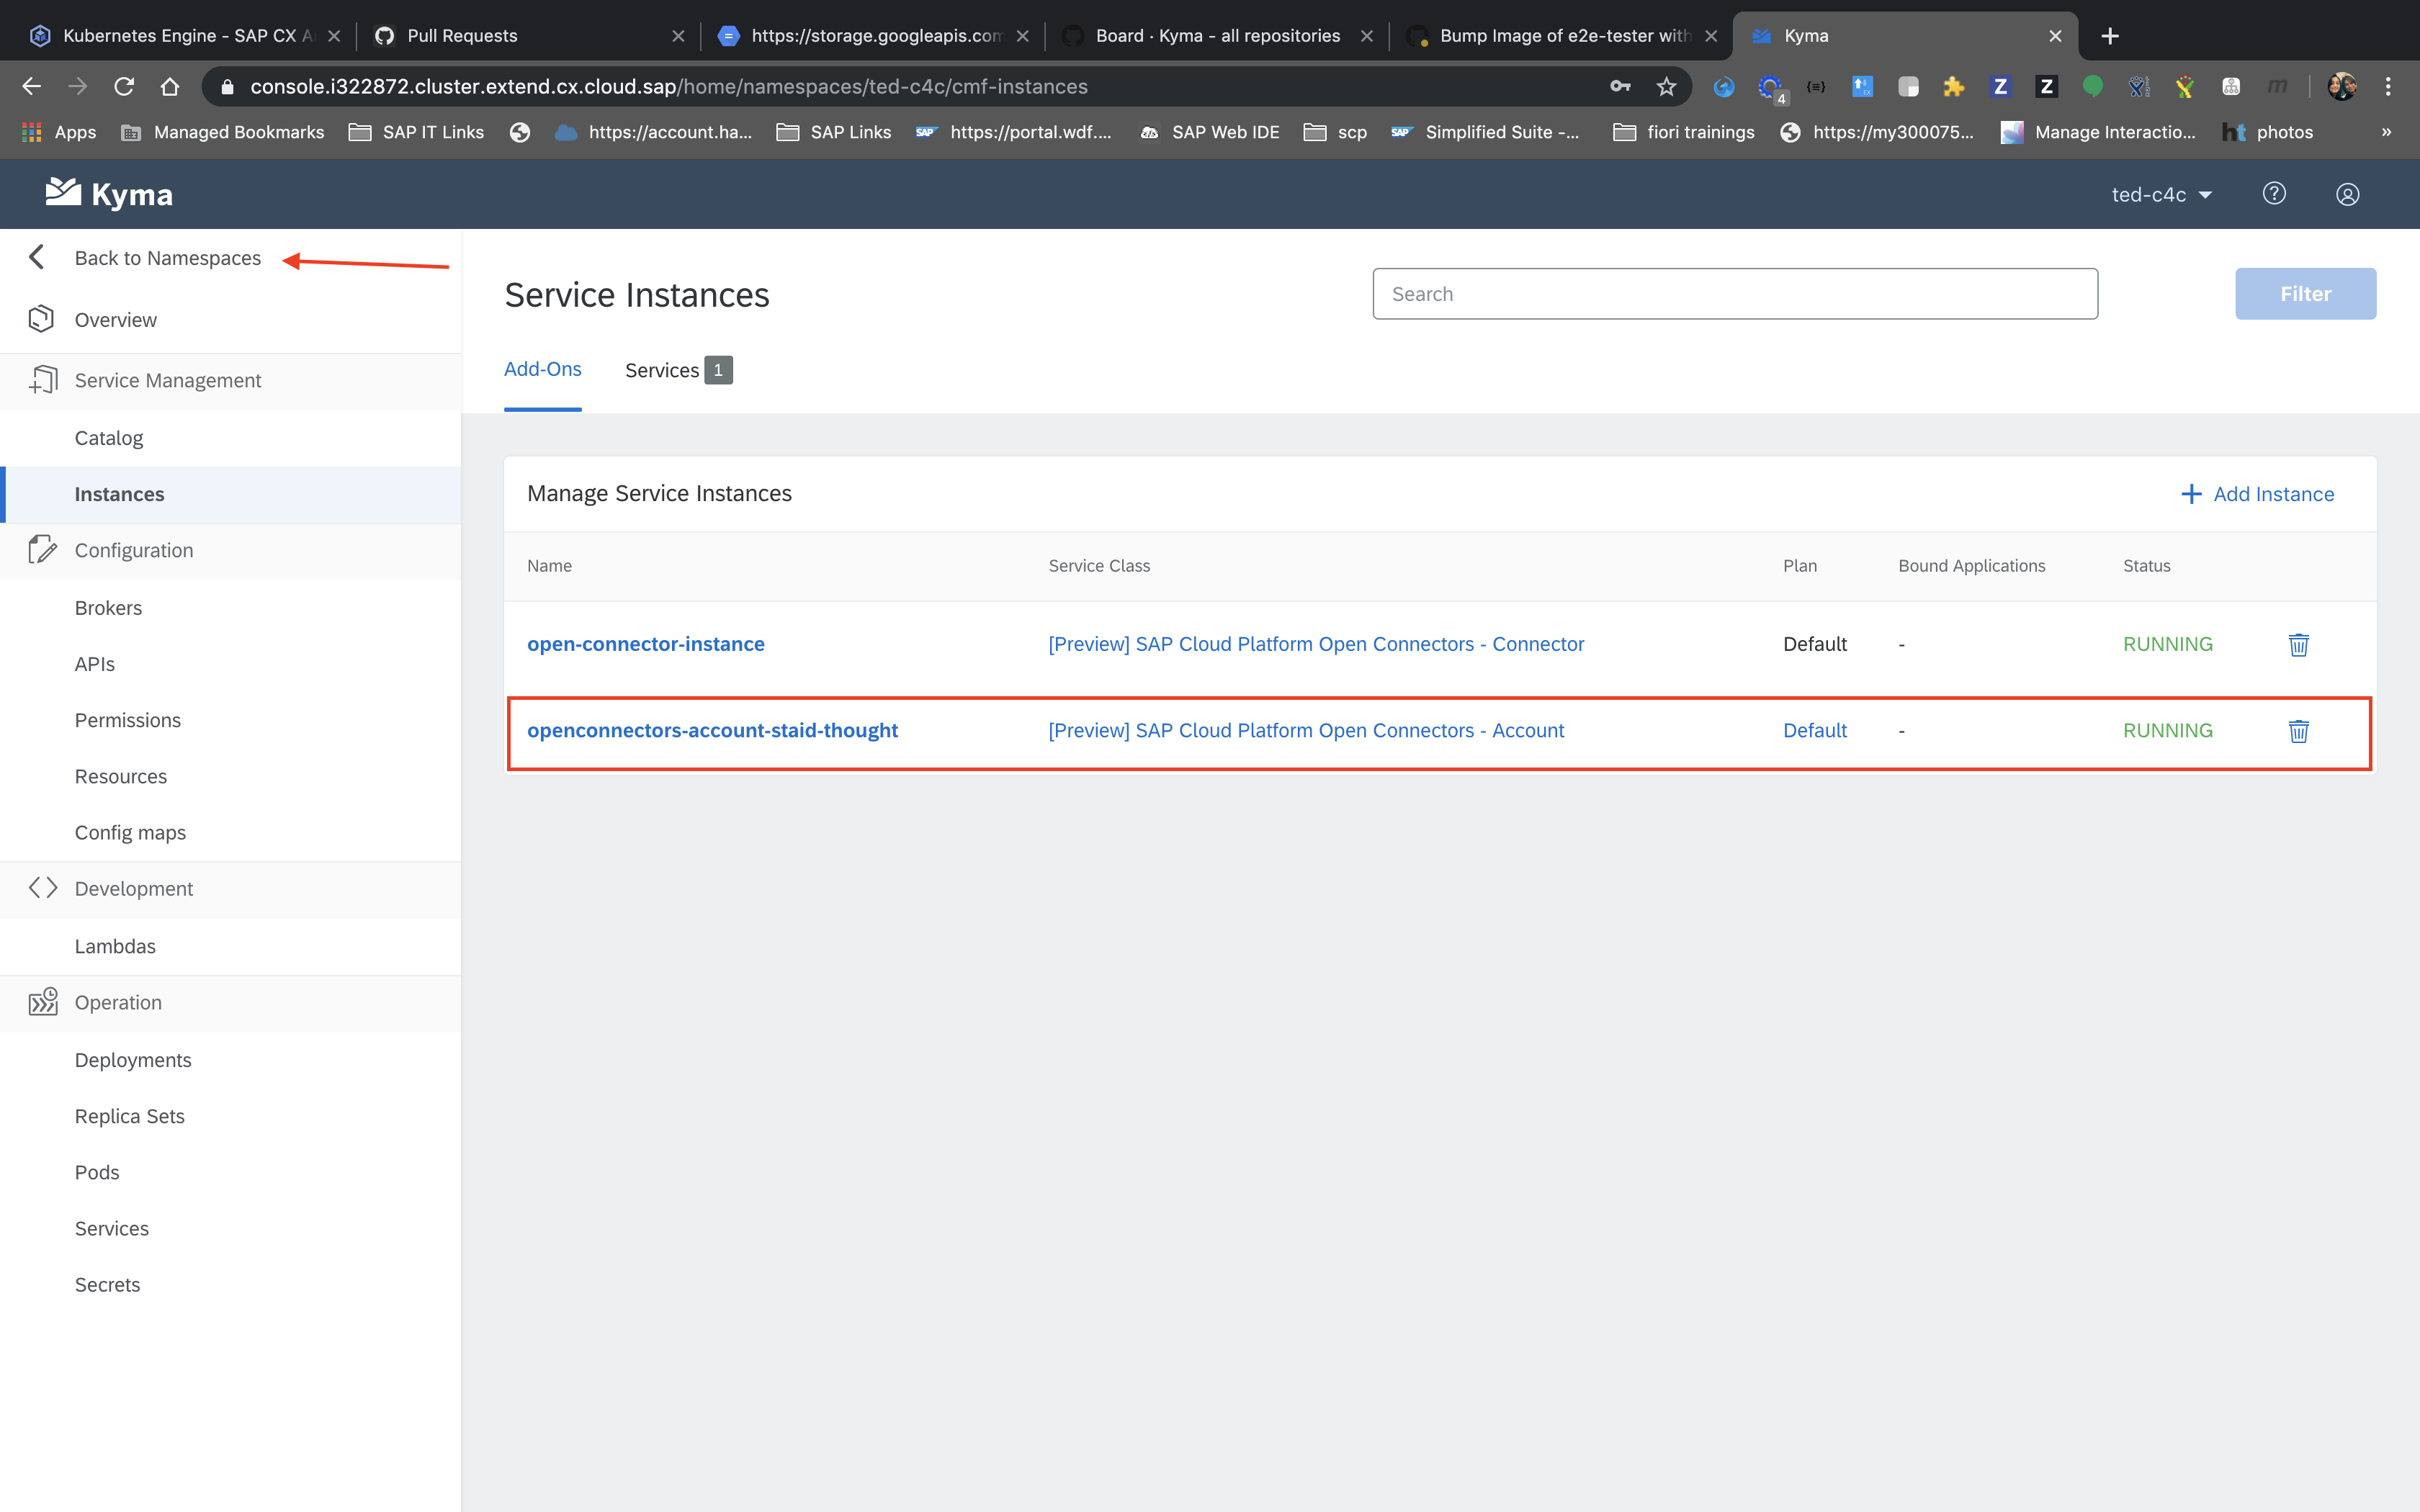 Kubernetes Engine - SAP CX A
Pull Requests
https://storage.googleapis.com
Board · Kyma - all repositories
Bump Image of e2e-tester with
Kyma
console.i322872.cluster.extend.cx.cloud.sap/home/namespaces/ted-c4c/cmf-instances
4
Z
Z
m
Apps
Managed Bookmarks
SAP IT Links
https://account.ha...
SAP Links
SAP
https://portal.wdf....
SAP Web IDE
scp
SAP
Simplified Suite -...
fiori trainings
https://my300075...
Manage Interactio...
ht
photos
»
Kyma
ted-c4c
?
Back to Namespaces
Overview
Service Management
Catalog
Instances
Configuration
Brokers
APIs
Permissions
Resources
Config maps
Development
Lambdas
Operation
Deployments
Replica Sets
Pods
Services
Secrets
Service Instances
Search
Filter
Add-Ons
Services 1
Manage Service Instances
+ Add Instance
Name Service Class Plan Bound Applications Status
open-connector-instance [Preview] SAP Cloud Platform Open Connectors - Connector Default - RUNNING
openconnectors-account-staid-thought [Preview] SAP Cloud Platform Open Connectors - Account Default - RUNNING